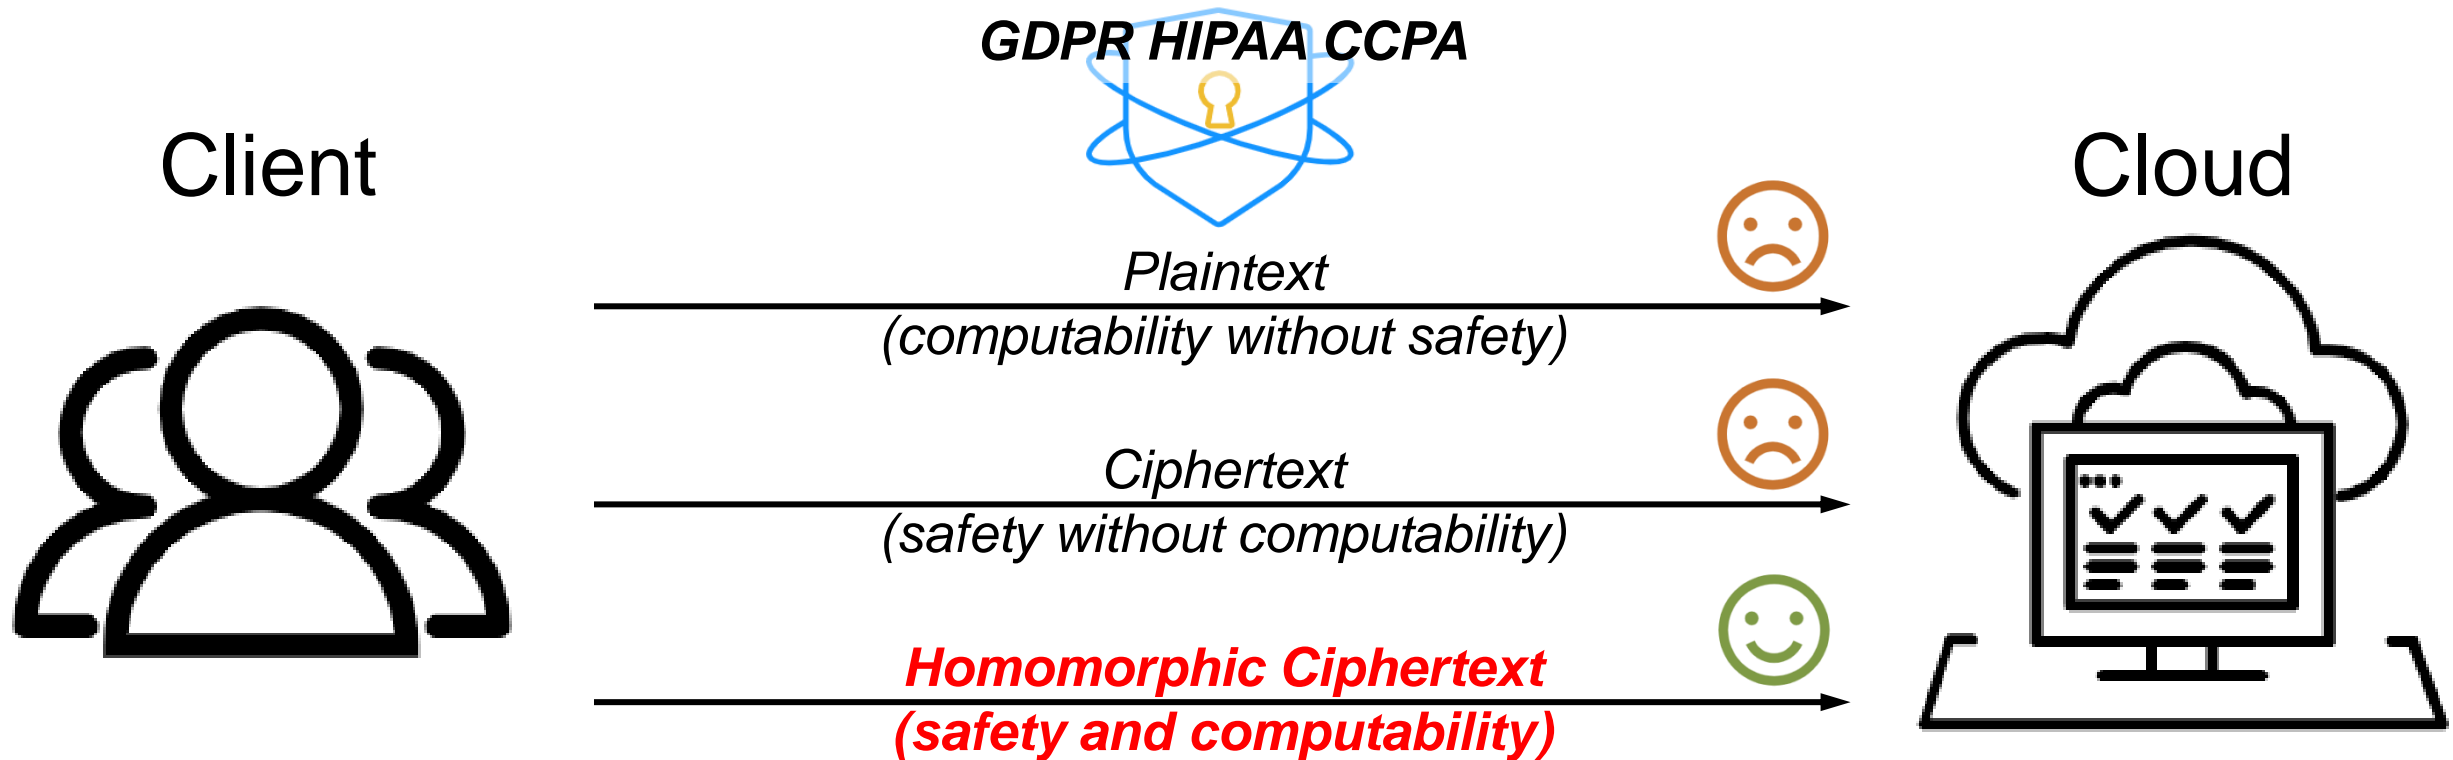 GDPR HIPAA CCPA
Client
Cloud
Plaintext
(computability without safety)
Ciphertext
(safety without computability)
Homomorphic Ciphertext
(safety and computability)